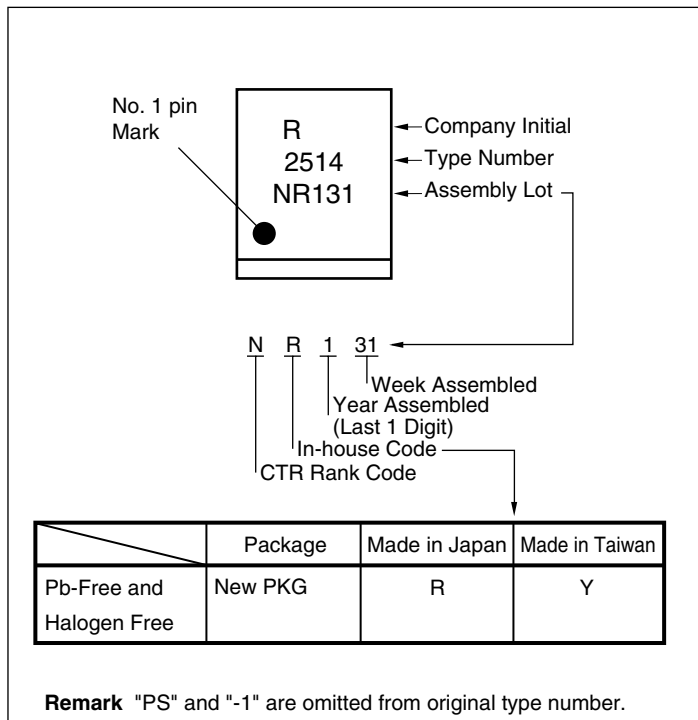 No. 1 pin
Mark
R
2514
NR131
Company Initial
Type Number
Assembly Lot
N R 1 31
Week Assembled
Year Assembled
(Last 1 Digit)
In-house Code
CTR Rank Code
Package Made in Japan Made in Taiwan
Pb-Free and New PKG R Y
Halogen Free
Remark "PS" and "-1" are omitted from original type number.